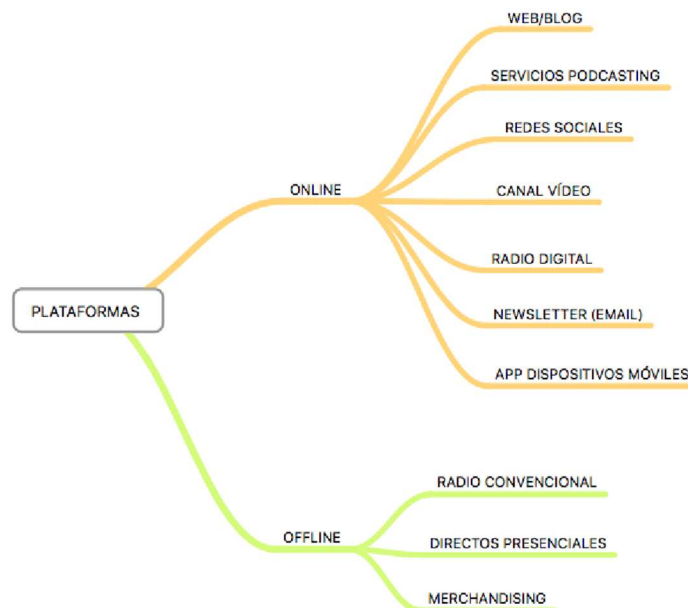 WEB/BLOG
SERVICIOS PODCASTING
REDES SOCIALES
ONLINE
CANAL VÍDEO
RADIO DIGITAL
PLATAFORMAS
NEWSLETTER (EMAIL)
APP DISPOSITIVOS MÓVILES
RADIO CONVENCIONAL
OFFLINE
DIRECTOS PRESENCIALES
MERCHANDISING